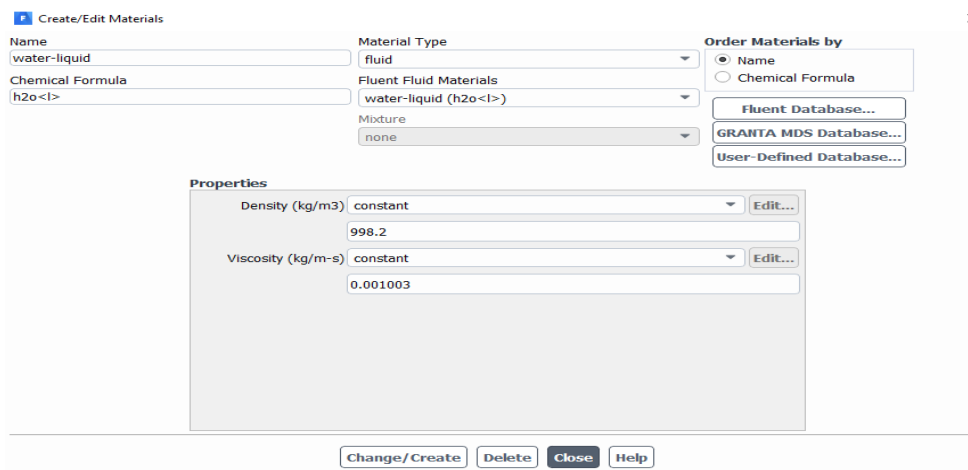 F Create/Edit Materials
Name
water-liquid
Chemical Formula
h2o<l>
Material Type
fluid
Fluent Fluid Materials
water-liquid (h2o<l>)
Mixture
none
Order Materials by
Name
Chemical Formula
Fluent Database...
GRANTA MDS Database...
User-Defined Database...
Properties
Density (kg/m3) constant Edit...
998.2
Viscosity (kg/m-s) constant Edit...
0.001003
Change/Create Delete Close Help